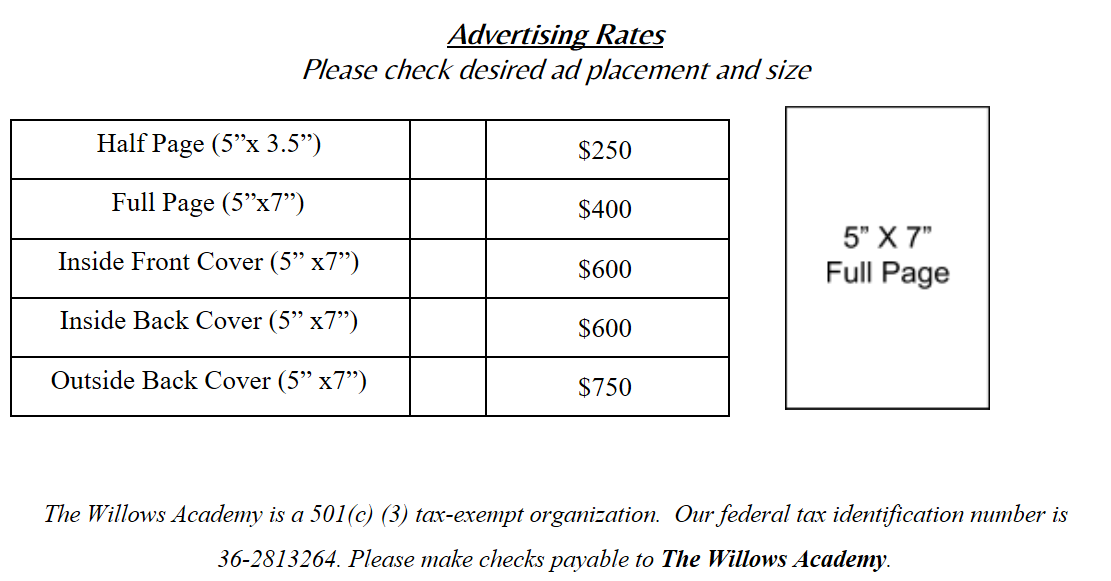 Advertising Rates
Please check desired ad placement and size
Half Page (5”x 3.5”) $250
Full Page (5”x7”) $400
Inside Front Cover (5” x7”) $600
Inside Back Cover (5” x7”) $600
Outside Back Cover (5” x7”) $750
5” X 7”
Full Page
The Willows Academy is a 501(c) (3) tax-exempt organization.  Our federal tax identification number is
36-2813264. Please make checks payable to The Willows Academy.